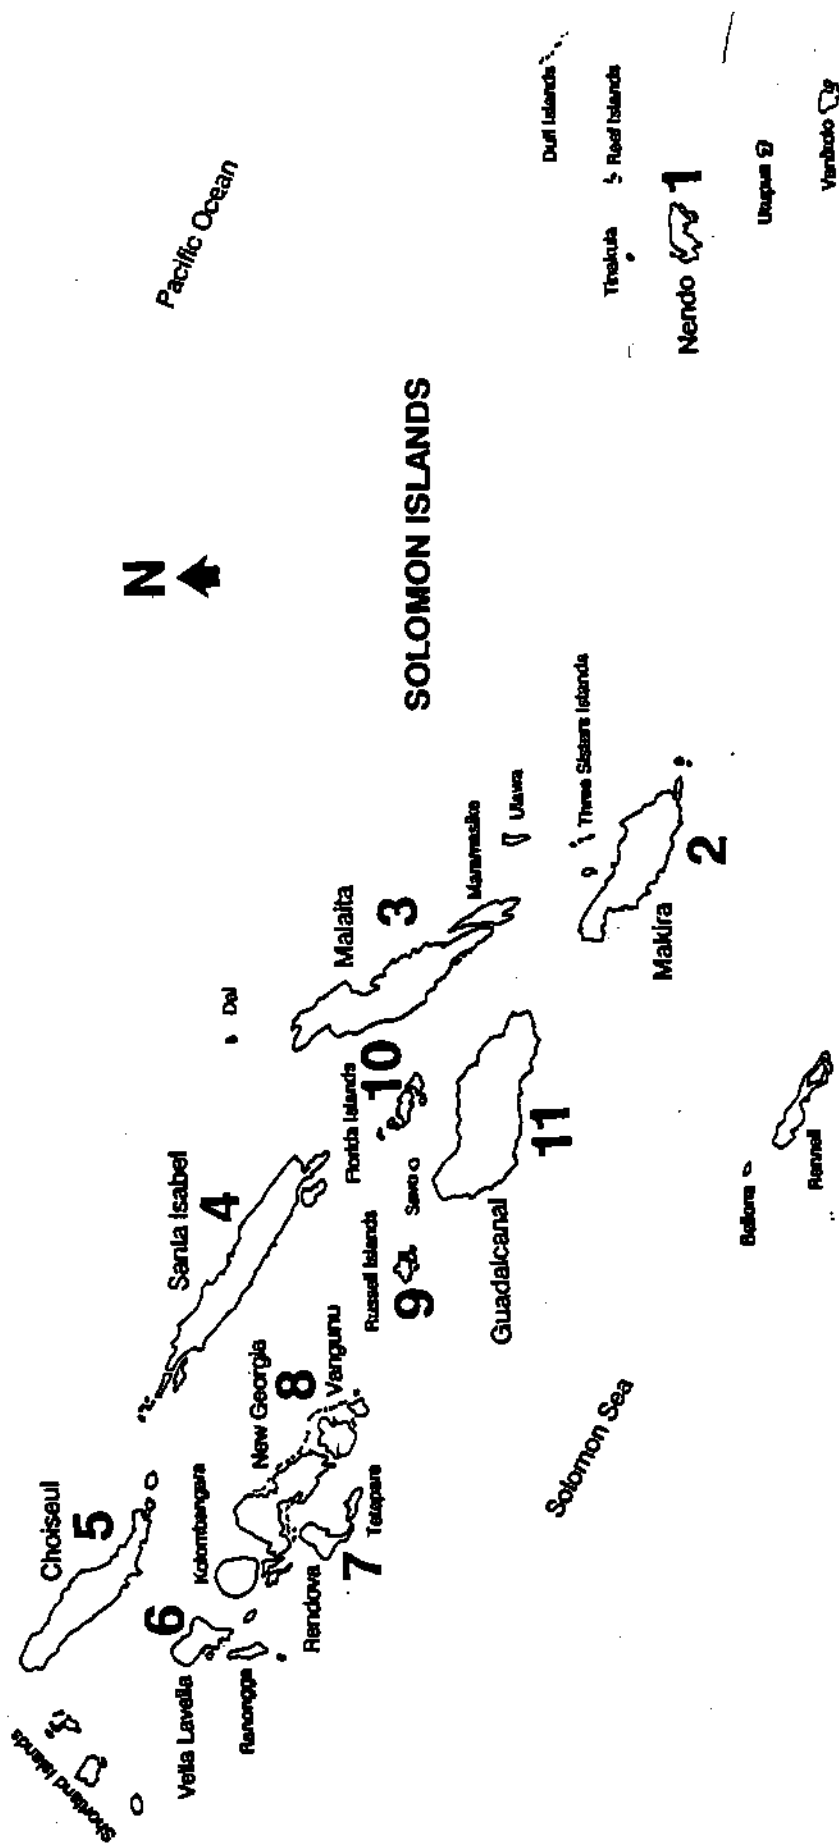 Shortland Islands
Choiseul
5
Vella Lavella
6
Ranongga
Kolombangara
Rendova
7
Tetepare
New Georgia
8
Vangunu
Santa Isabel
4
Russell Islands
9
Savo
Florida Islands
10
Guadalcanal
11
Dai
Malaita
3
Maramasike
Ulawa
Three Sisters Islands
Makira
2
Bellona
Rennell
Solomon Sea
N
SOLOMON ISLANDS
Pacific Ocean
Duff Islands
Reef Islands
Tinakula
Nendo
1
Utupua
Vanikolo